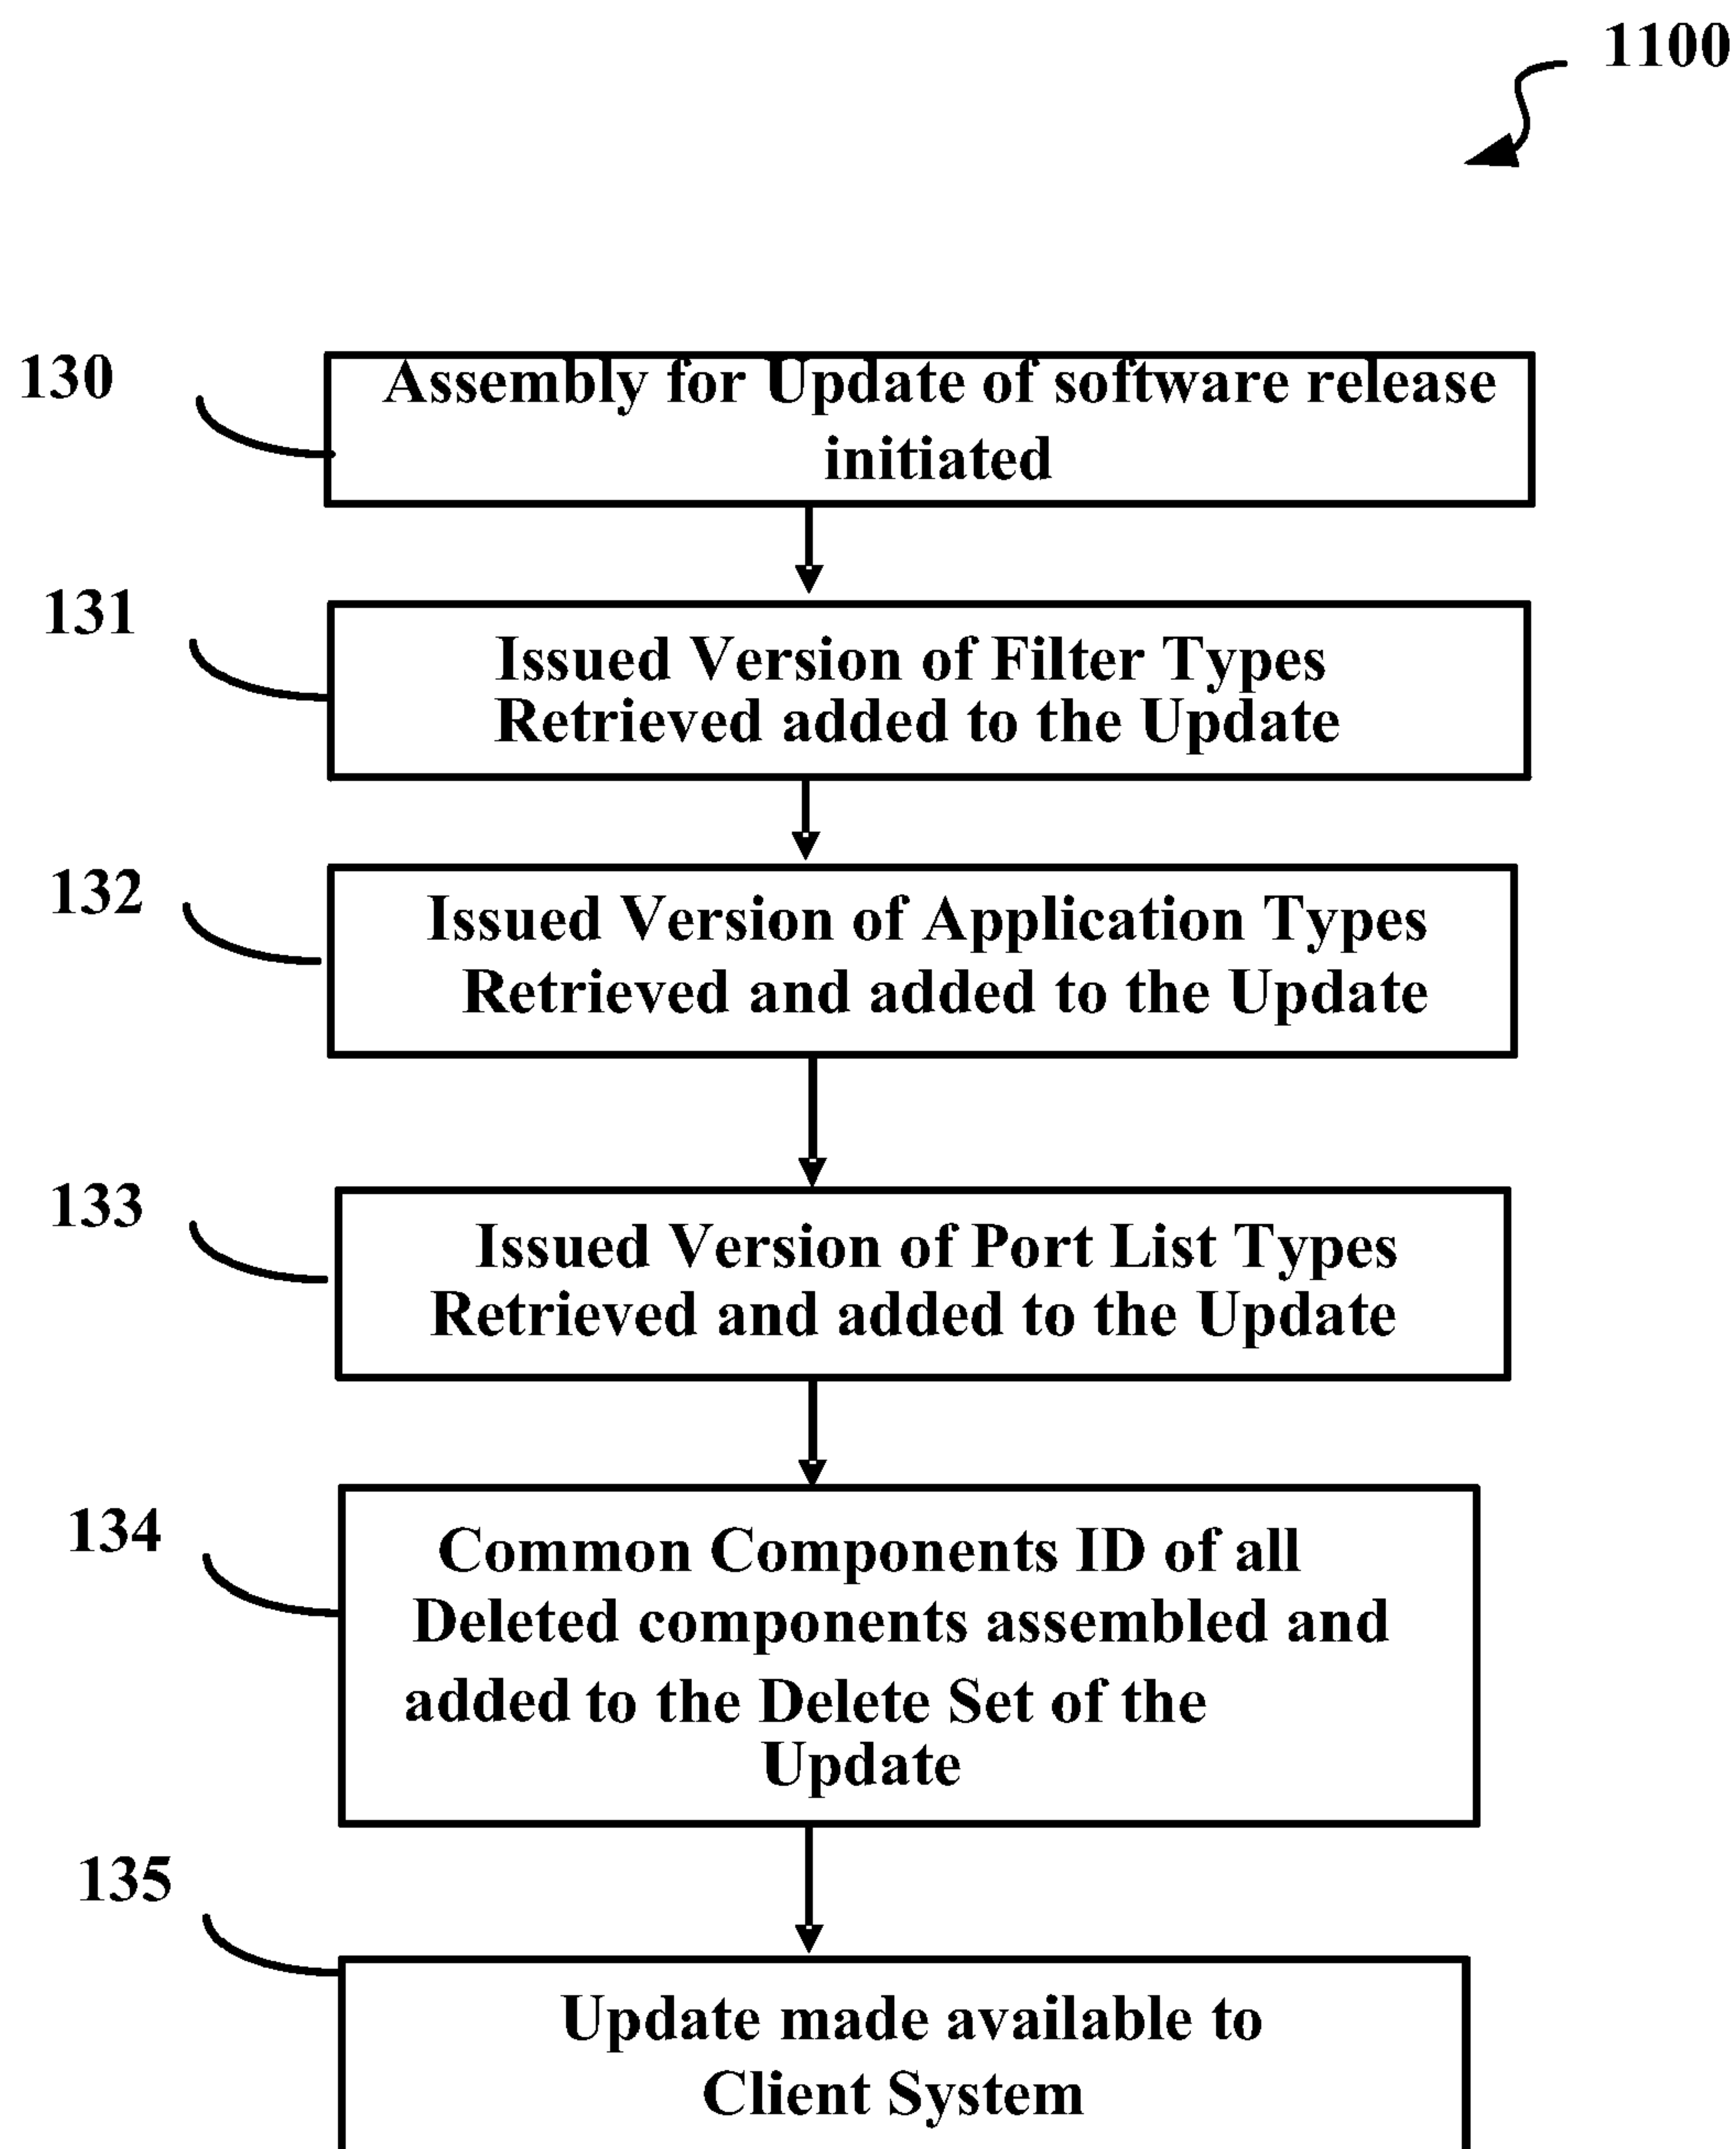 1100
130
Assembly for Update of software release
initiated
131
Issued Version of Filter Types
Retrieved added to the Update
132
Issued Version of Application Types
Retrieved and added to the Update
133
Issued Version of Port List Types
Retrieved and added to the Update
134
Common Components ID of all
Deleted components assembled and
added to the Delete Set of the
Update
135
Update made available to
Client System